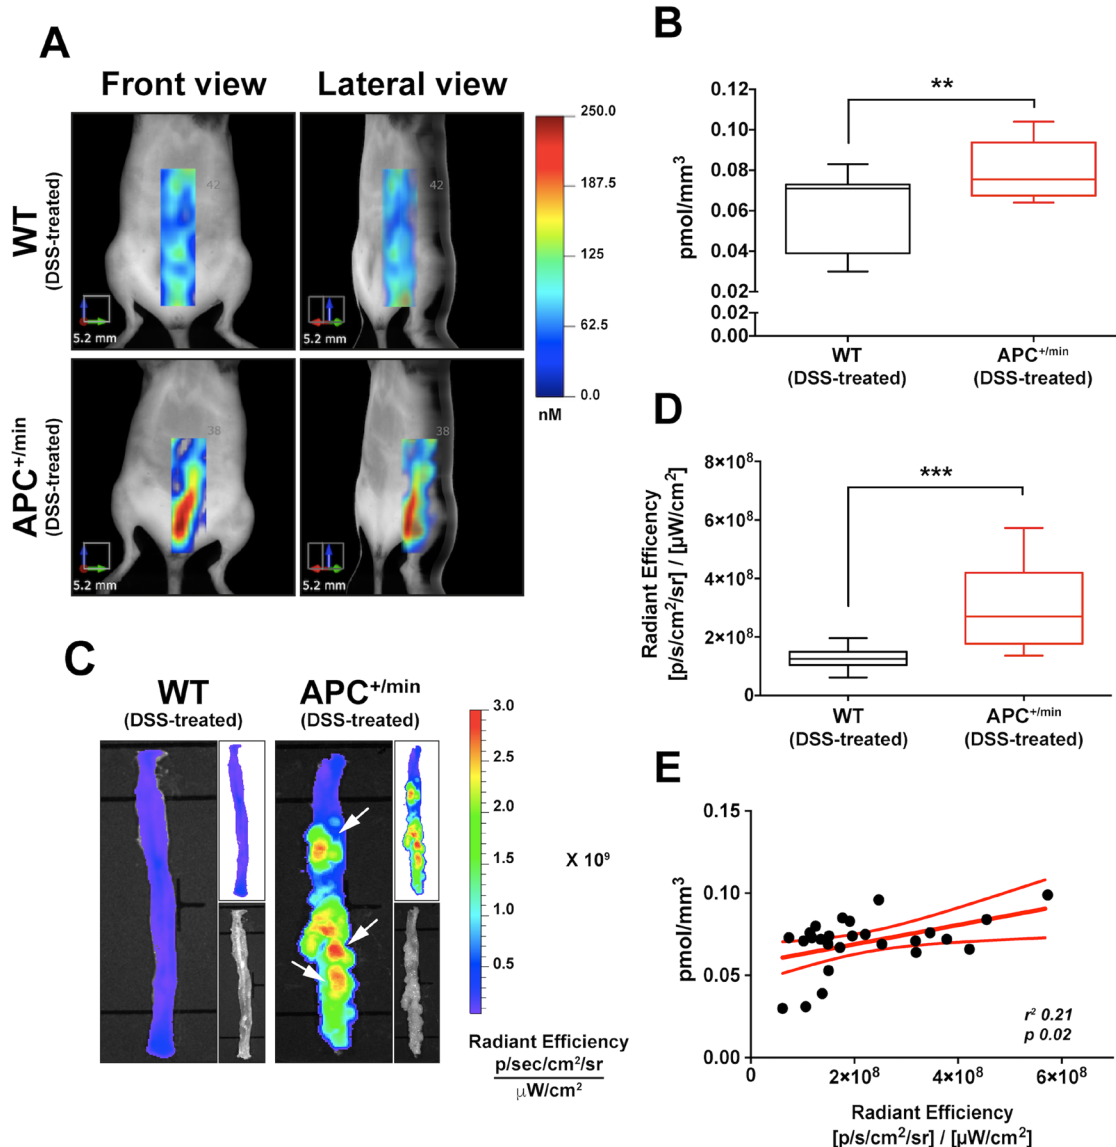 A
Front view
Lateral view
WT
(DSS-treated)
42
42
5.2 mm
5.2 mm
APC+/min
(DSS-treated)
38
38
5.2 mm
5.2 mm
250.0
187.5
125
62.5
0.0
nM
B
pmol/mm³
0.12
0.10
0.08
0.06
0.04
0.02
0.02
0.00
**
WT
(DSS-treated)
APC+/min
(DSS-treated)
C
WT
(DSS-treated)
APC+/min
(DSS-treated)
3.0
2.5
2.0
1.5
1.0
0.5
X 10⁹
Radiant Efficiency
p/sec/cm²/sr
µW/cm²
D
Radiant Efficency
[p/s/cm²/sr] / [µW/cm²]
8×10⁸
6×10⁸
4×10⁸
2×10⁸
0
***
WT
(DSS-treated)
APC+/min
(DSS-treated)
E
pmol/mm³
0.15
0.10
0.05
0.00
r² 0.21
p 0.02
0
2×10⁸
4×10⁸
6×10⁸
Radiant Efficiency
[p/s/cm²/sr] / [µW/cm²]